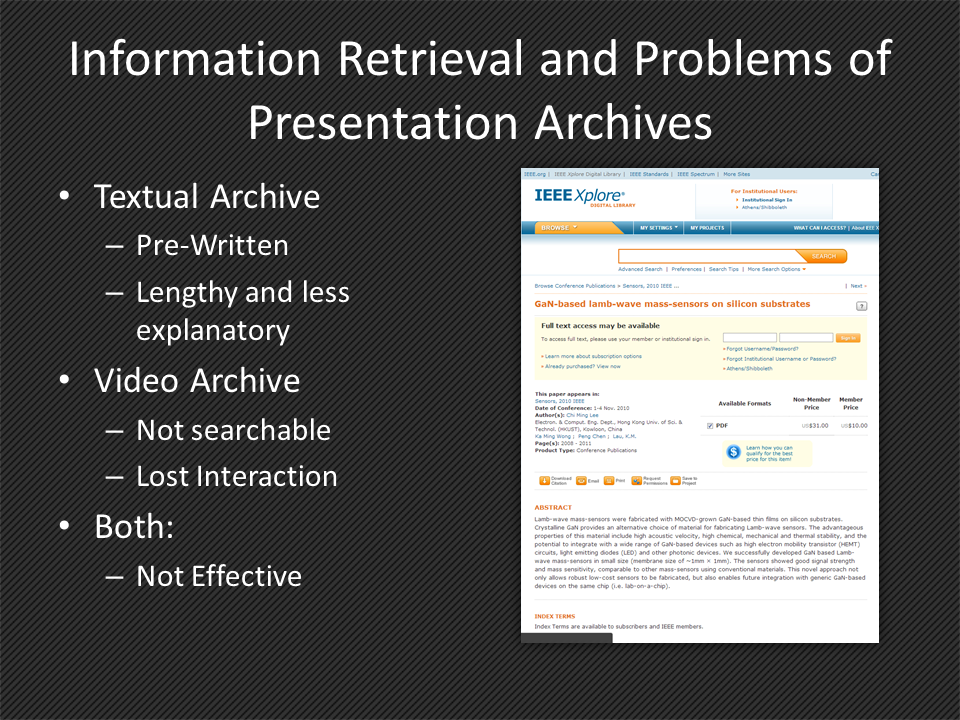 Information Retrieval and Problems of
Presentation Archives
• Textual Archive
– Pre-Written
– Lengthy and less
explanatory
• Video Archive
– Not searchable
– Lost Interaction
• Both:
– Not Effective
IEEE.org | IEEE Xplore Digital Library | IEEE Standards | IEEE Spectrum | More Sites
IEEE Xplore®
DIGITAL LIBRARY
For Institutional Users:
Institutional Sign In
Athens/Shibboleth
BROWSE MY SETTINGS MY PROJECTS WHAT CAN I ACCESS? | About IEE X
SEARCH
Advanced Search | Preferences | Search Tips | More Search Options
Browse Conference Publications > Sensors, 2010 IEEE ... | Next »
GaN-based lamb-wave mass-sensors on silicon substrates
?
Full text access may be available
To access full text, please use your member or institutional sign in.
Sign In
» Learn more about subscription options
» Already purchased? View now
» Forgot Username/Password?
» Forgot Institutional Username or Password?
» Athens/Shibboleth
This paper appears in:
Sensors, 2010 IEEE
Date of Conference: 1-4 Nov. 2010
Author(s): Chi Ming Lee
Electron. & Comput. Eng. Dept., Hong Kong Univ. of Sci. &
Technol. (HKUST), Kowloon, China
Ka Ming Wong ; Peng Chen ; Lau, K.M.
Page(s): 2008 - 2011
Product Type: Conference Publications
Available Formats Non-Member Price Member Price
PDF US$31.00 US$10.00
$ Learn how you can
qualify for the best
price for this item!
Download Citation Email Print Request Permissions Save to Project
ABSTRACT
Lamb-wave mass-sensors were fabricated with MOCVD-grown GaN-based thin films on silicon substrates.
Crystalline GaN provides an alternative choice of material for fabricating Lamb-wave sensors. The advantageous
properties of this material include high acoustic velocity, high chemical, mechanical and thermal stability, and the
potential to integrate with a wide range of GaN-based devices such as high electron mobility transistor (HEMT)
circuits, light emitting diodes (LED) and other photonic devices. We successfully developed GaN based Lamb-
wave mass-sensors in small size (membrane size of ~1mm × 1mm). The sensors showed good signal strength
and mass sensitivity, comparable to other mass-sensors using conventional materials. This novel approach not
only allows robust low-cost sensors to be fabricated, but also enables future integration with generic GaN-based
devices on the same chip (i.e. lab-on-a-chip).
INDEX TERMS
Index Terms are available to subscribers and IEEE members.